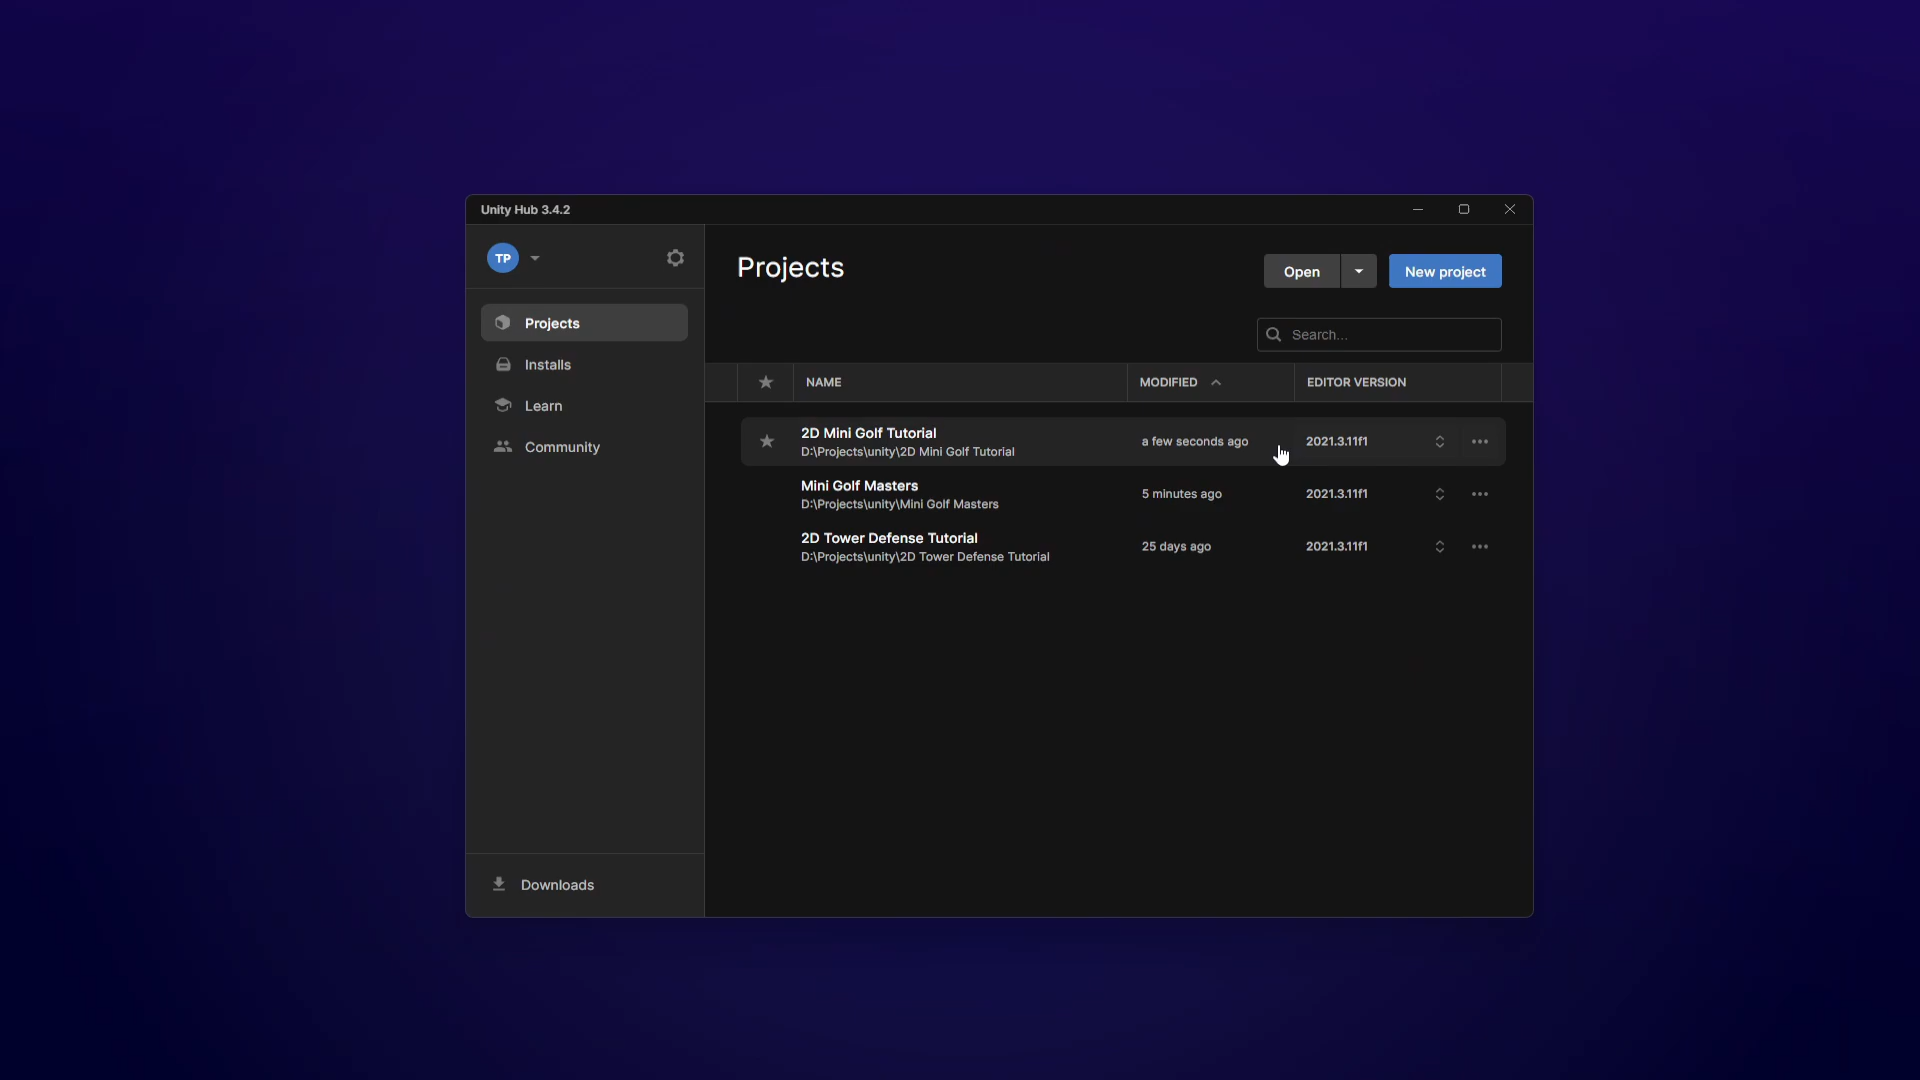 Unity Hub 3.4.2
TP
Projects
Open
New project
Projects
Installs
Learn
Community
Search...
NAME
MODIFIED
EDITOR VERSION
2D Mini Golf Tutorial
D:\Projects\unity\2D Mini Golf Tutorial
a few seconds ago
2021.3.11f1
Mini Golf Masters
D:\Projects\unity\Mini Golf Masters
5 minutes ago
2021.3.11f1
2D Tower Defense Tutorial
D:\Projects\unity\2D Tower Defense Tutorial
25 days ago
2021.3.11f1
Downloads